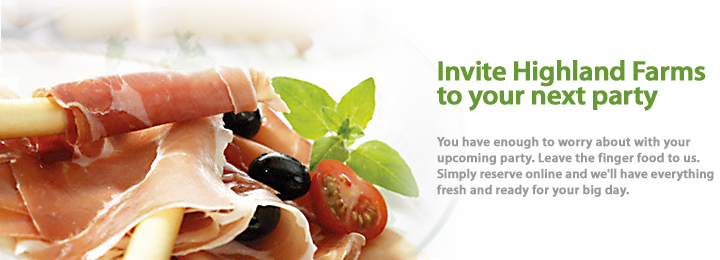 Invite Highland Farms
to your next party
You have enough to worry about with your
upcoming party. Leave the finger food to us.
Simply reserve online and we'll have everything
fresh and ready for your big day.